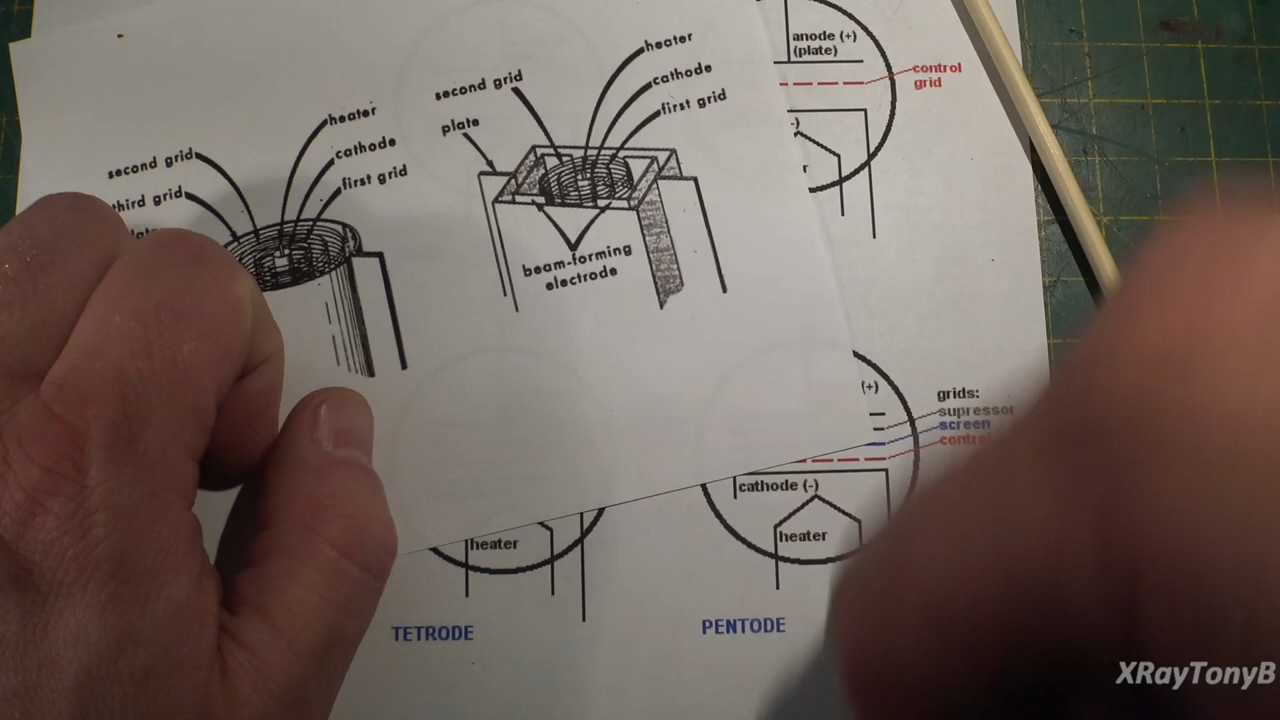 heater
second grid
cathode
first grid
plate
beam-forming
electrode
heater
second grid
cathode
third grid
first grid
anode (+)
(plate)
control
grid
(+)
grids:
supressor
screen
control
cathode (-)
heater
heater
TETRODE
PENTODE
XRayTonyB